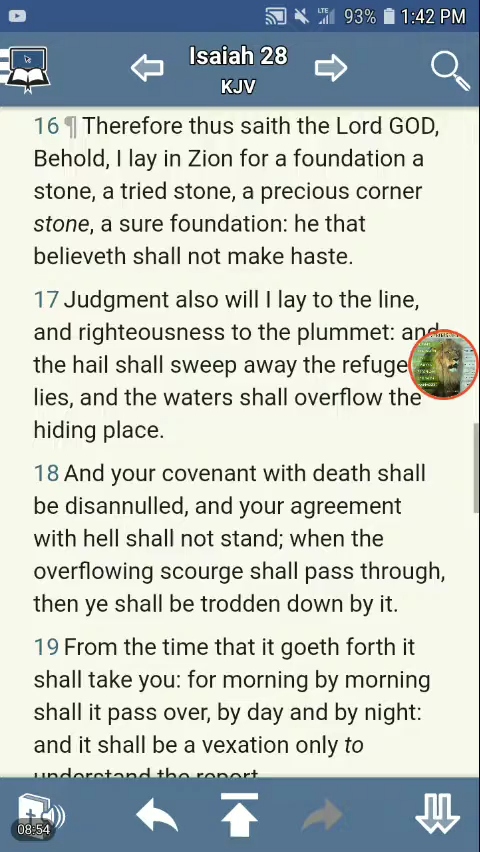 LTE 93% 1:42 PM
Isaiah 28
KJV
16 ¶ Therefore thus saith the Lord GOD,
Behold, I lay in Zion for a foundation a
stone, a tried stone, a precious corner
stone, a sure foundation: he that
believeth shall not make haste.
17 Judgment also will I lay to the line,
and righteousness to the plummet: and
the hail shall sweep away the refuge
lies, and the waters shall overflow the
hiding place.
18 And your covenant with death shall
be disannulled, and your agreement
with hell shall not stand; when the
overflowing scourge shall pass through,
then ye shall be trodden down by it.
19 From the time that it goeth forth it
shall take you: for morning by morning
shall it pass over, by day and by night:
and it shall be a vexation only to
understand the report.
08:54